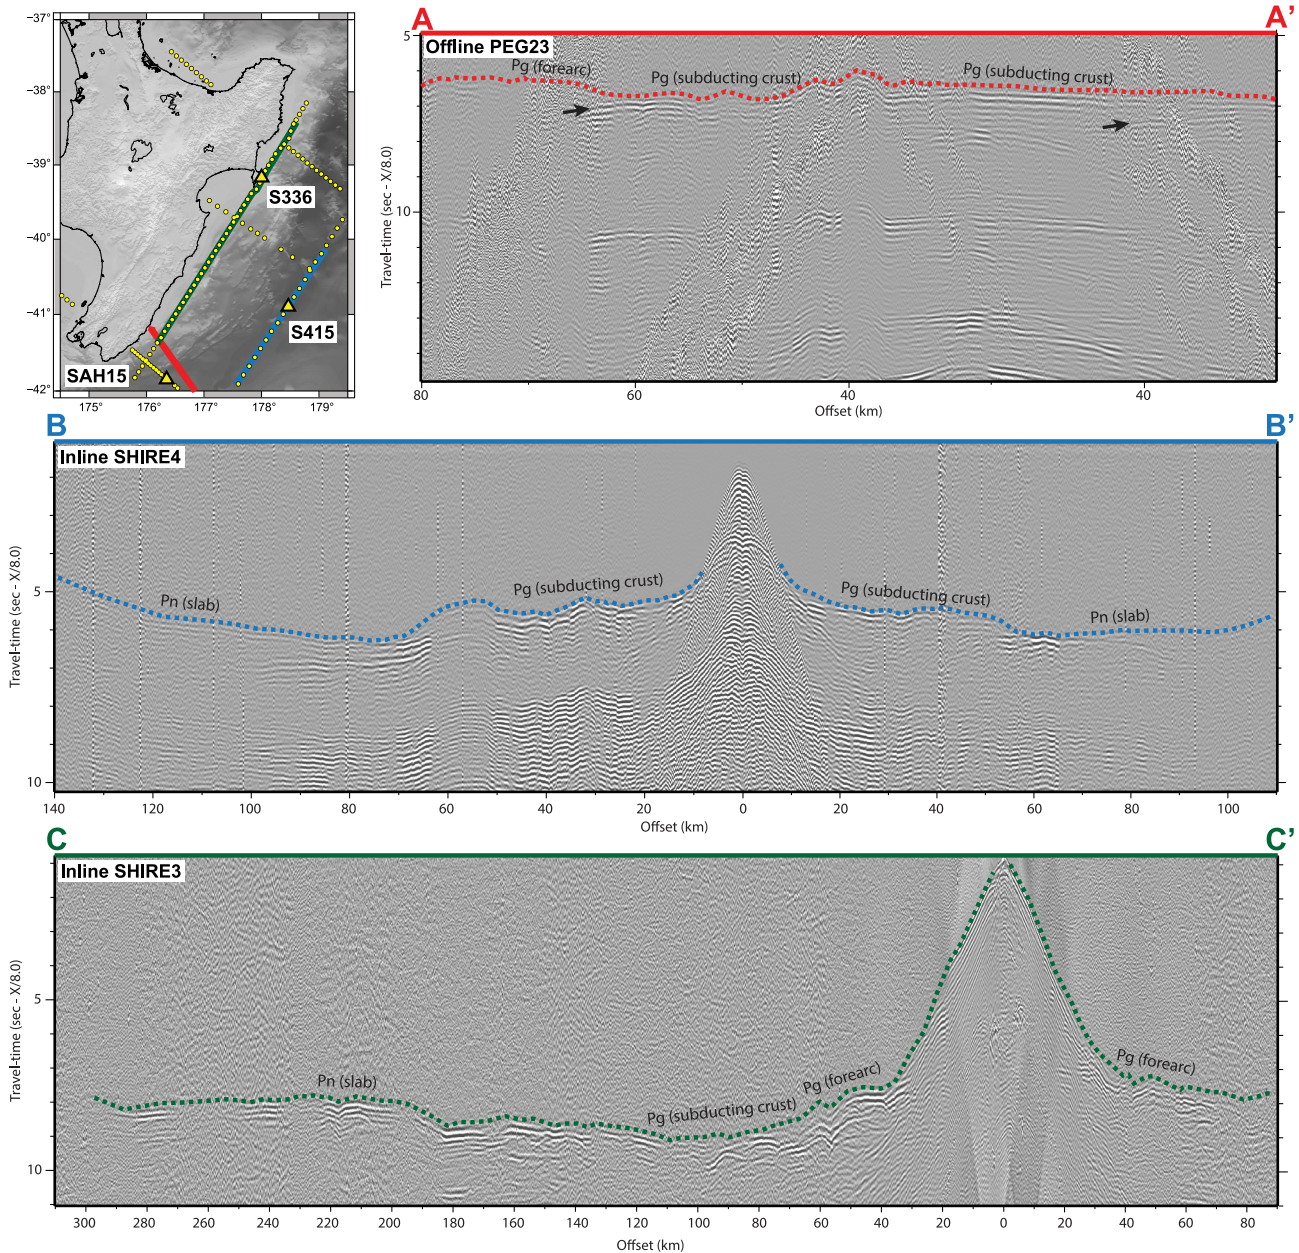 −37°
−38°
−39°
−40°
−41°
−42°
175° 176° 177° 178° 179°
S336
S415
SAH15
A A’
Offline PEG23
Pg (forearc)
Pg (subducting crust)
Pg (subducting crust)
5
10
Travel-time (sec - X/8.0)
80 60 40 40
Offset (km)
B B’
Inline SHIRE4
Pn (slab)
Pg (subducting crust)
Pg (subducting crust)
Pn (slab)
5
10
Travel-time (sec - X/8.0)
140 120 100 80 60 40 20 0 20 40 60 80 100
Offset (km)
C C’
Inline SHIRE3
Pn (slab)
Pg (subducting crust)
Pg (forearc)
Pg (forearc)
5
10
Travel-time (sec - X/8.0)
300 280 260 240 220 200 180 160 140 120 100 80 60 40 20 0 20 40 60 80
Offset (km)